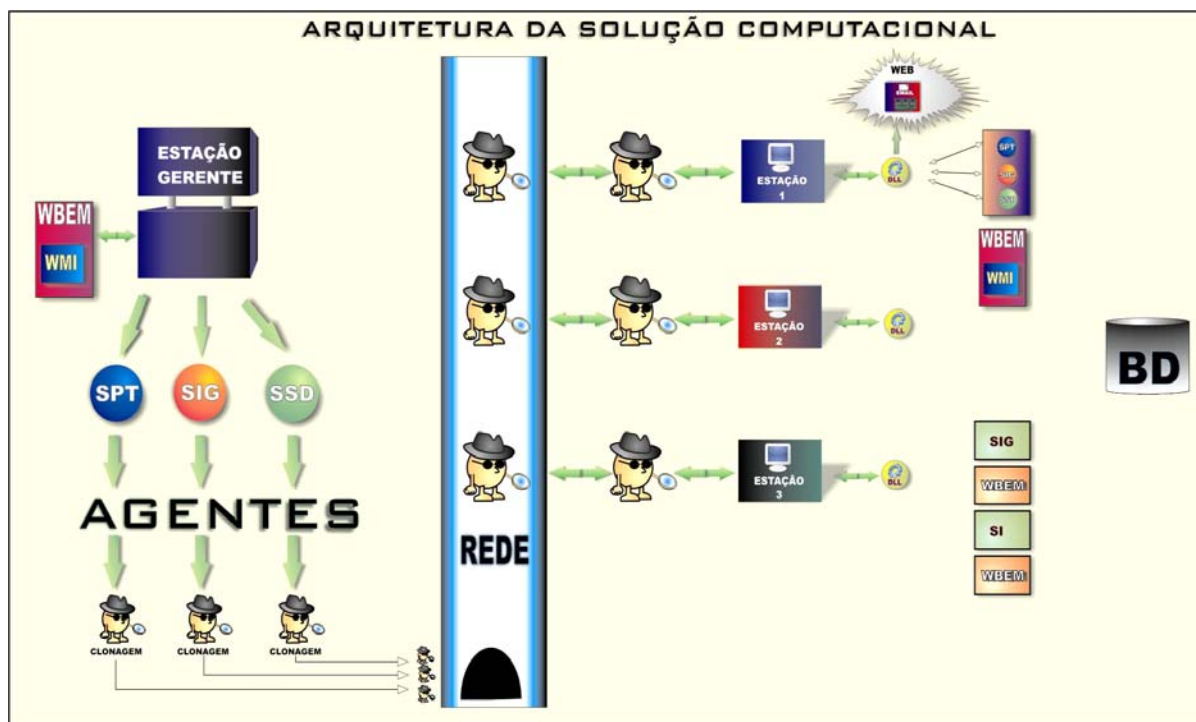 ARQUITETURA DA SOLUÇÃO COMPUTACIONAL
ESTAÇÃO
GERENTE
WBEM
WMI
SPT
SIG
SSD
AGENTES
CLONAGEM
CLONAGEM
CLONAGEM
REDE
WEB
EMAIL
ESTAÇÃO
1
DLL
SPT
SIG
WBEM
WMI
ESTAÇÃO
2
DLL
BD
ESTAÇÃO
3
DLL
SIG
WBEM
SI
WBEM